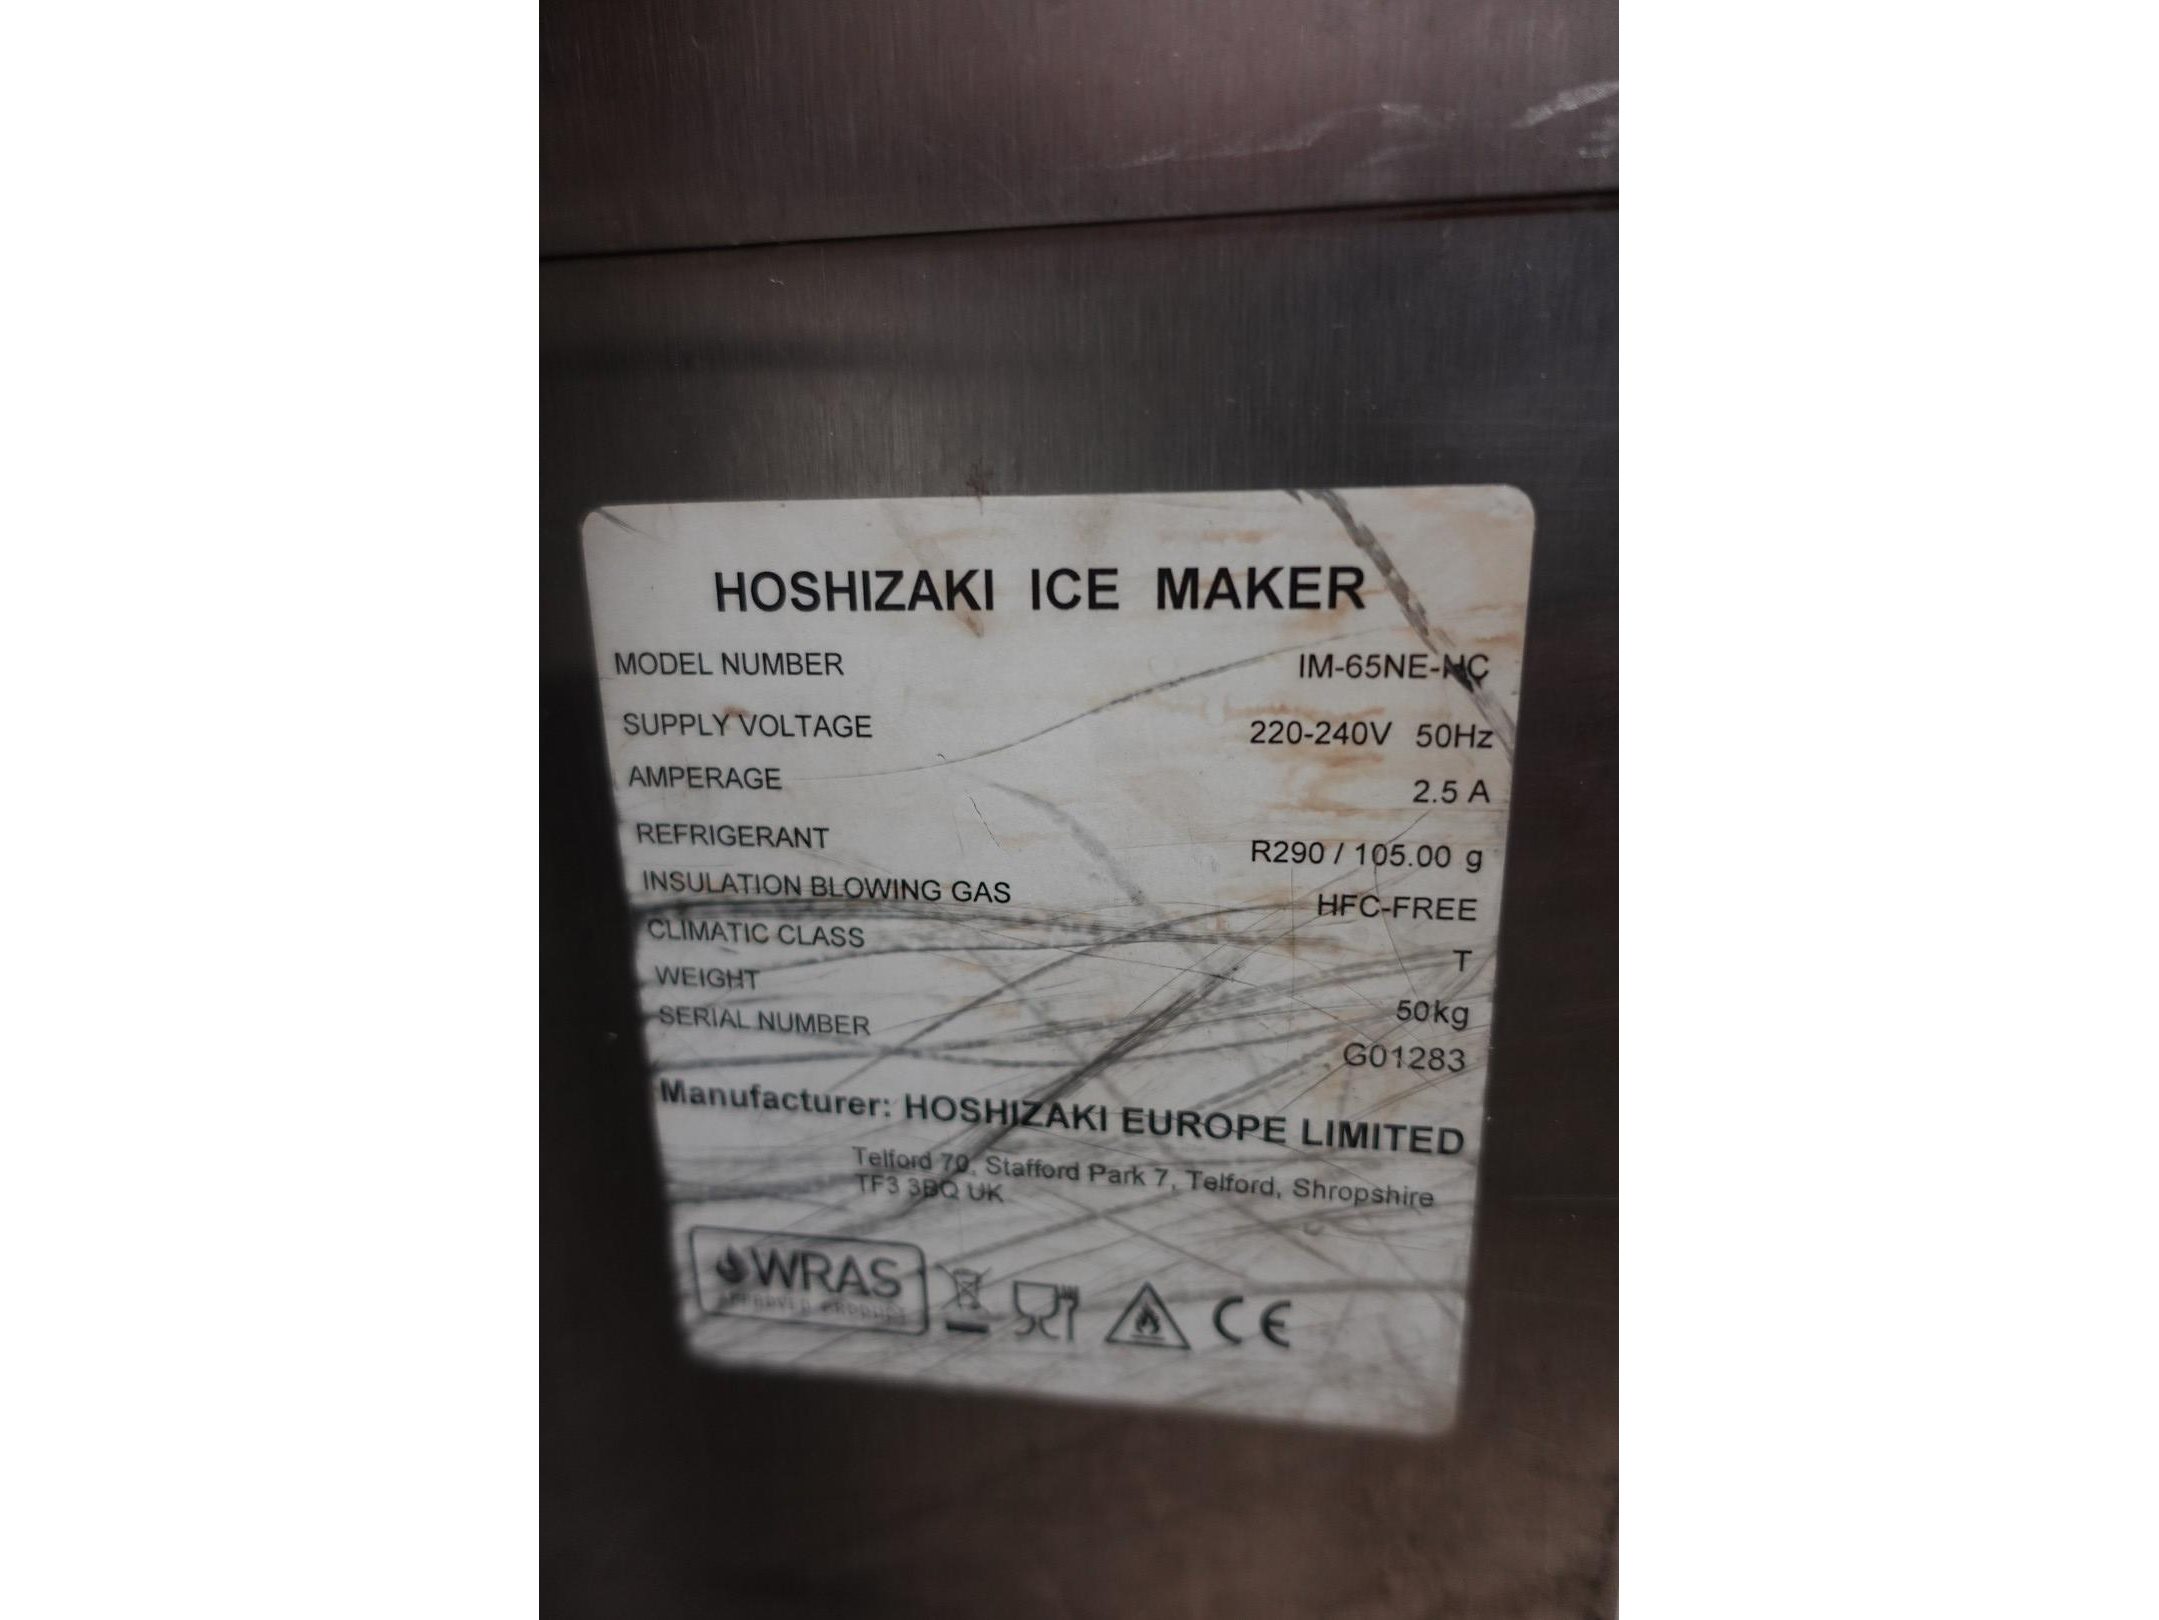 HOSHIZAKI ICE MAKER
MODEL NUMBER IM-65NE-HC
SUPPLY VOLTAGE 220-240V 50Hz
AMPERAGE 2.5 A
REFRIGERANT R290 / 105.00 g
INSULATION BLOWING GAS HFC-FREE
CLIMATIC CLASS T
WEIGHT 50kg
SERIAL NUMBER G01283
Manufacturer: HOSHIZAKI EUROPE LIMITED
Telford 70, Stafford Park 7, Telford, Shropshire
TF3 3BQ UK
WRAS
APPROVED PRODUCT
CE